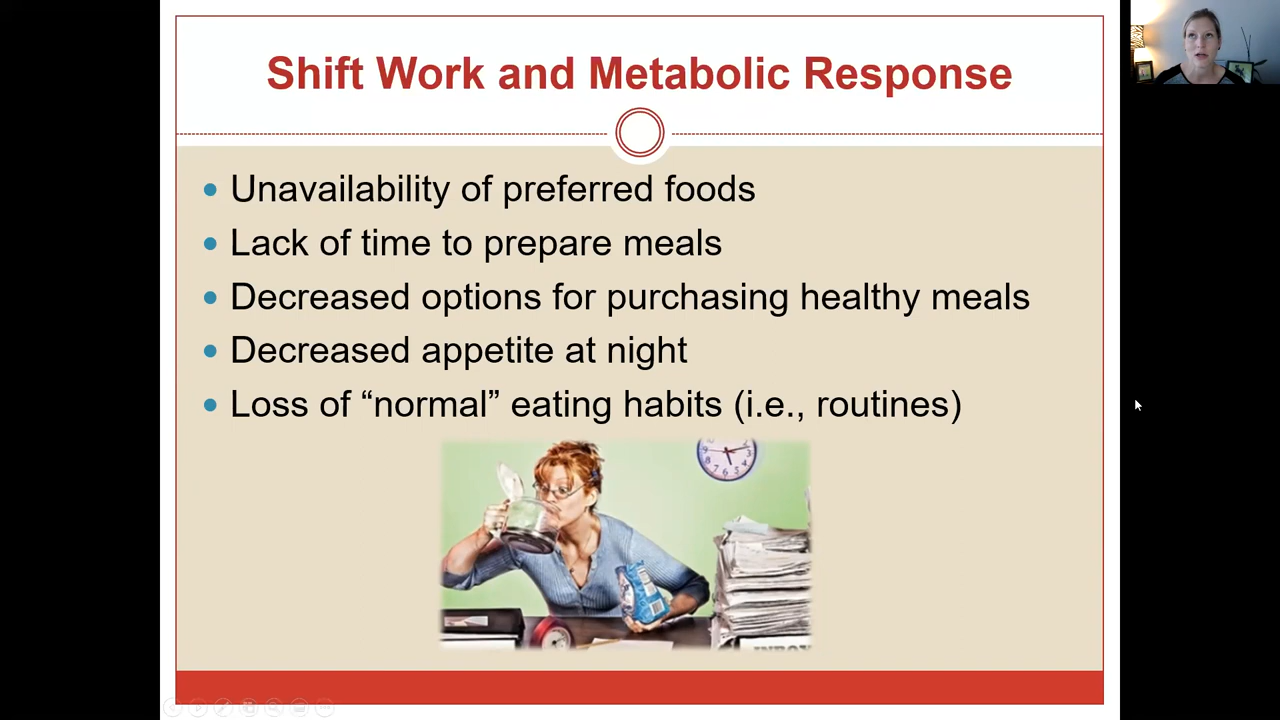 Shift Work and Metabolic Response
• Unavailability of preferred foods
• Lack of time to prepare meals
• Decreased options for purchasing healthy meals
• Decreased appetite at night
• Loss of “normal” eating habits (i.e., routines)